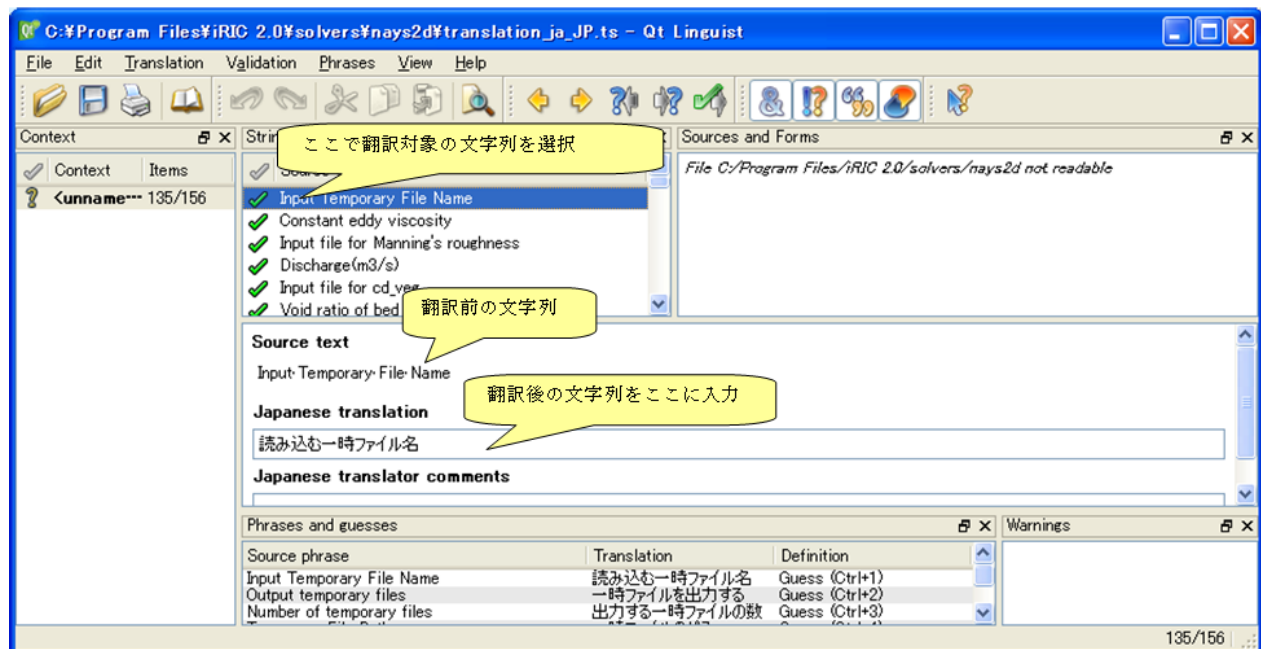 C:¥Program Files¥iRIC 2.0¥solvers¥nays2d¥translation_ja_JP.ts - Qt Linguist
File Edit Translation Validation Phrases View Help
Context
Context Items
<unname… 135/156
ここで翻訳対象の文字列を選択
Input Temporary File Name
Constant eddy viscosity
Input file for Manning's roughness
Discharge(m3/s)
Input file for cd_veg
Void ratio of bed
Sources and Forms
File C:/Program Files/iRIC 2.0/solvers/nays2d not readable
翻訳前の文字列
Source text
Input·Temporary·File·Name
翻訳後の文字列をここに入力
Japanese translation
読み込む一時ファイル名
Japanese translator comments
Phrases and guesses
Source phrase Translation Definition
Input Temporary File Name 読み込む一時ファイル名 Guess (Ctrl+1)
Output temporary files 一時ファイルを出力する Guess (Ctrl+2)
Number of temporary files 出力する一時ファイルの数 Guess (Ctrl+3)
Warnings
135/156